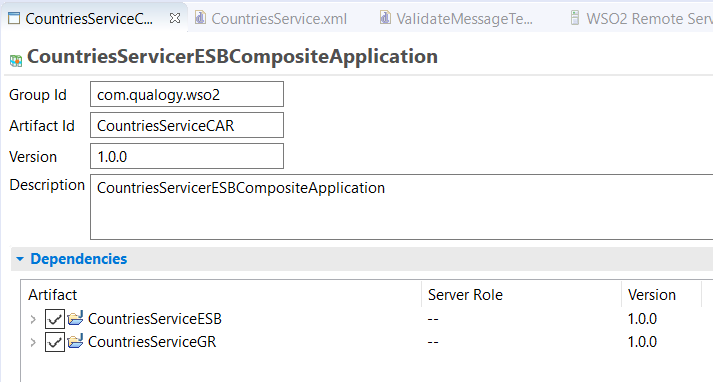 CountriesServiceC... CountriesService.xml ValidateMessageTe... WSO2 Remote Serv
CountriesServicerESBCompositeApplication
Group Id com.qualogy.wso2
Artifact Id CountriesServiceCAR
Version 1.0.0
Description CountriesServicerESBCompositeApplication
Dependencies
Artifact Server Role Version
CountriesServiceESB -- 1.0.0
CountriesServiceGR -- 1.0.0